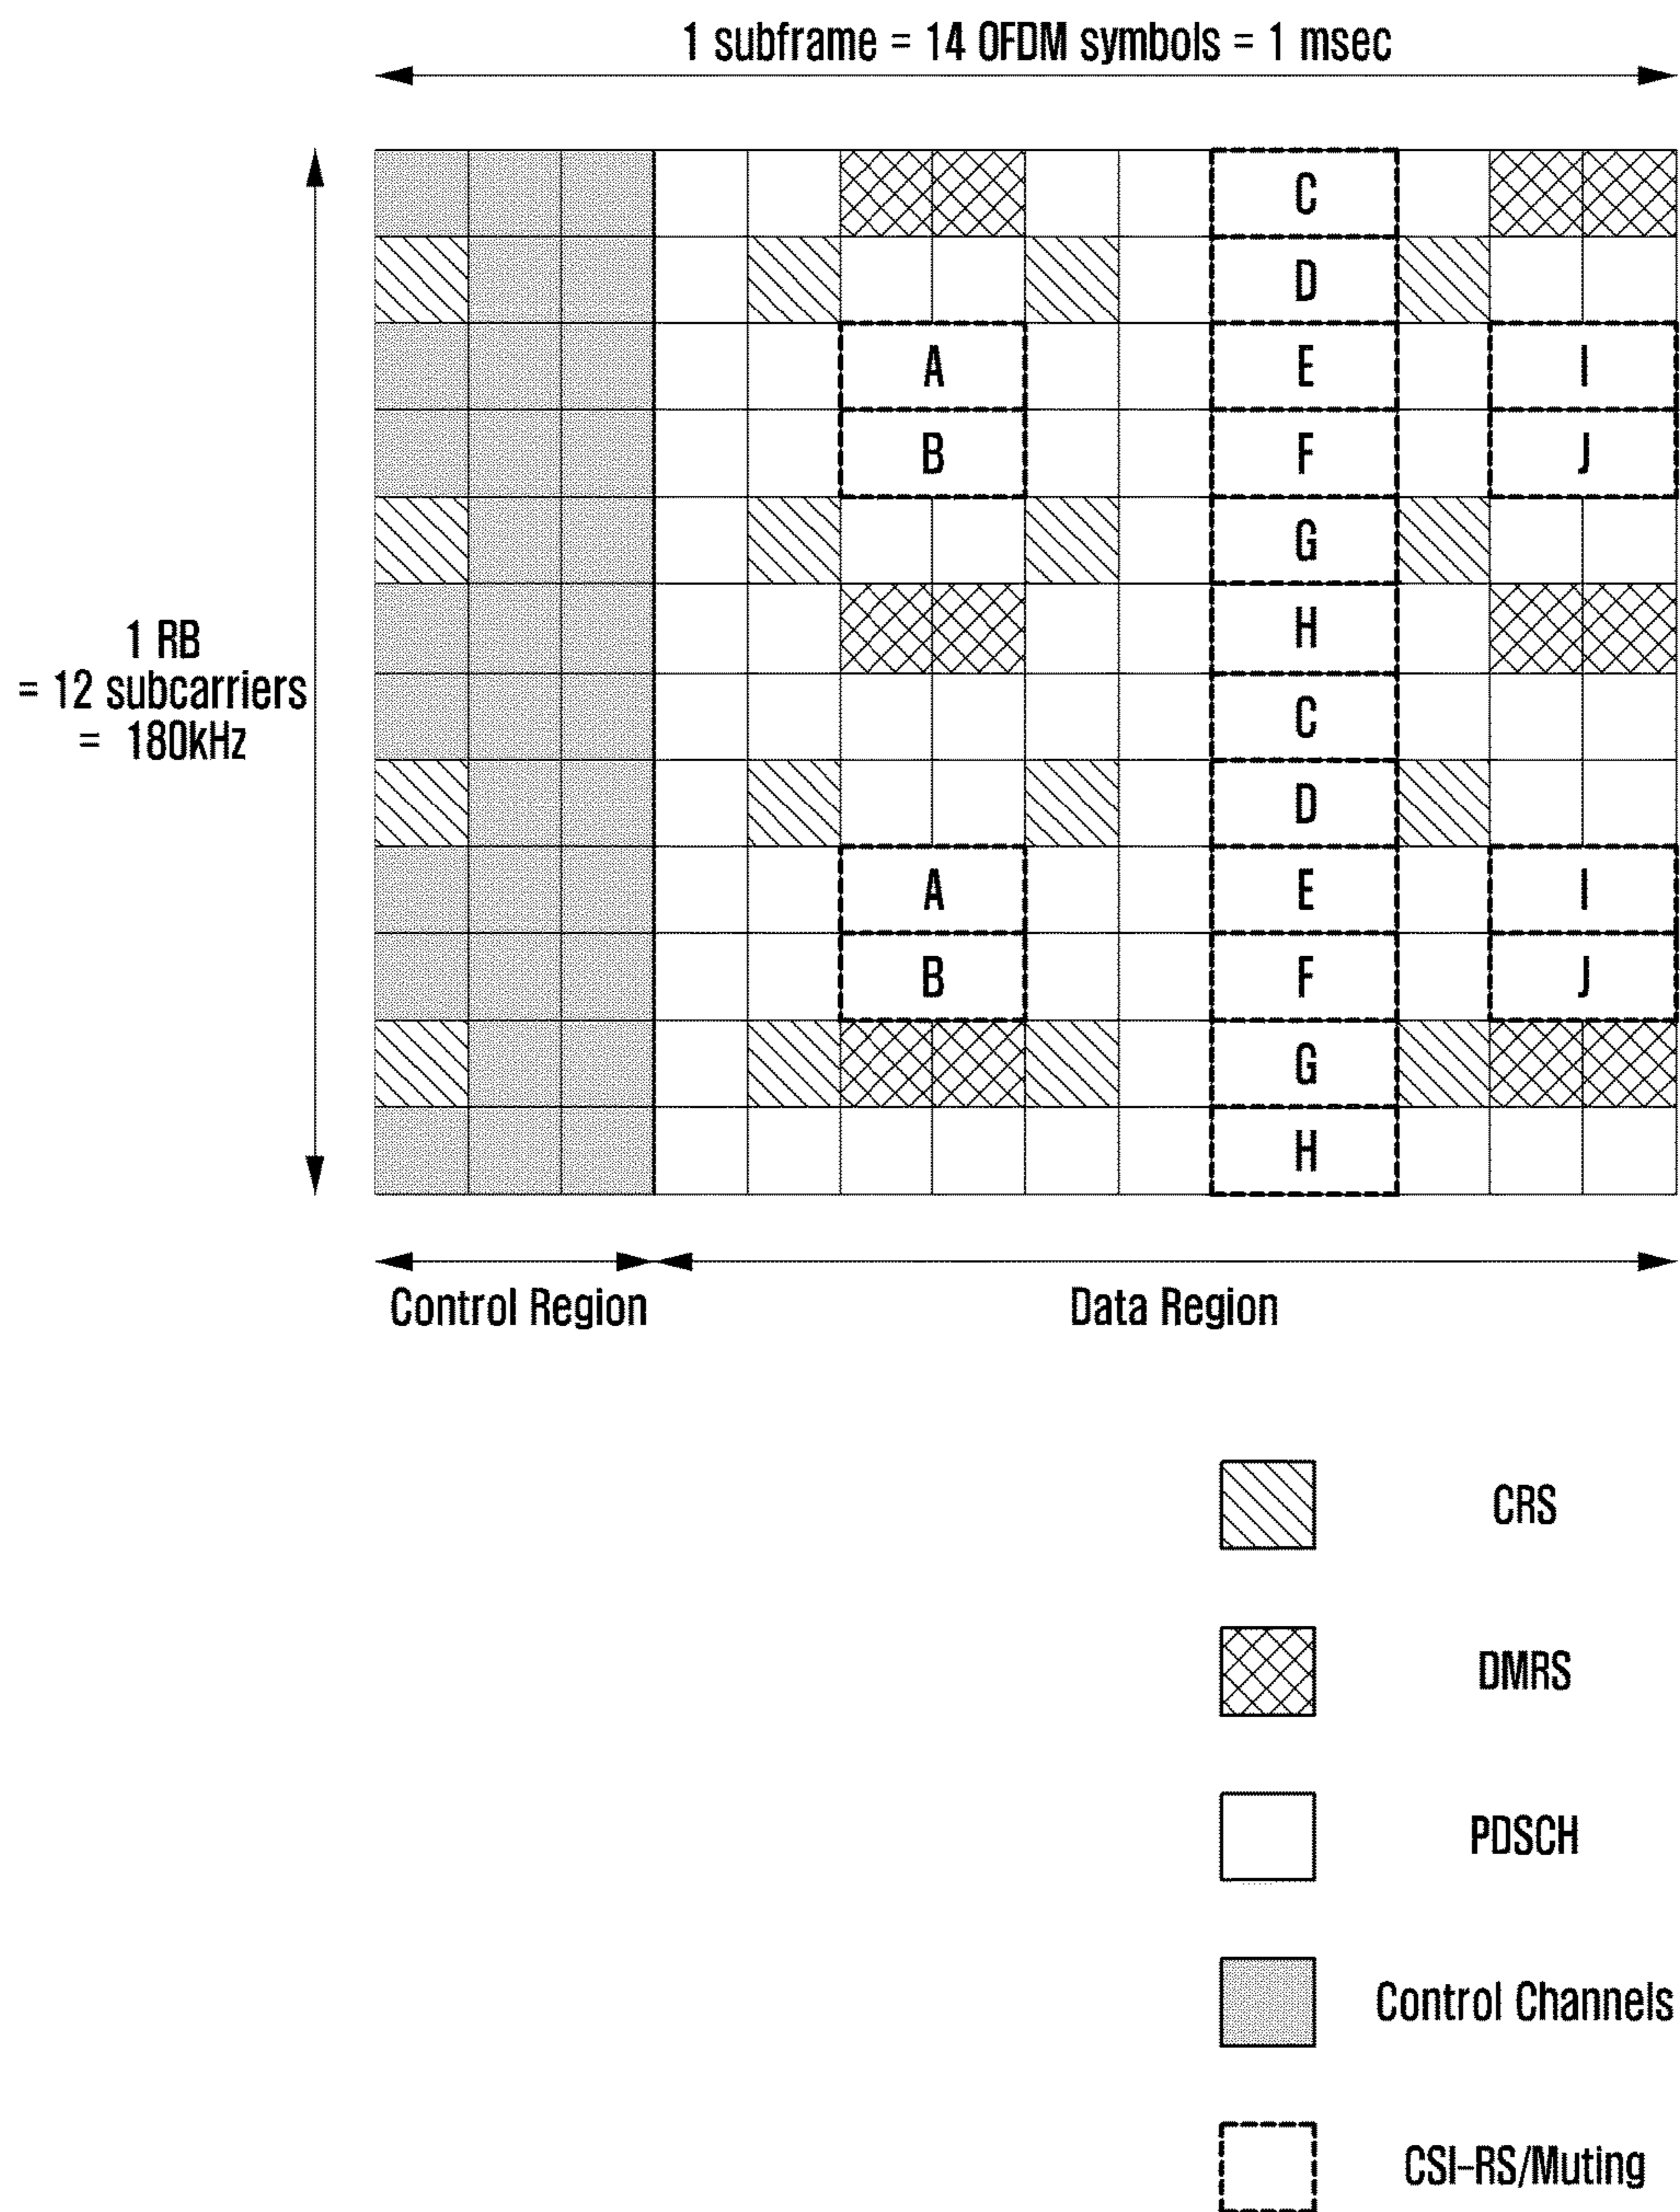 1 subframe = 14 OFDM symbols = 1 msec
C
D
A E I
B F J
G
H
1 RB
= 12 subcarriers
= 180kHz
C
D
A E I
B F J
G
H
Control Region Data Region
CRS
DMRS
PDSCH
Control Channels
CSI-RS/Muting